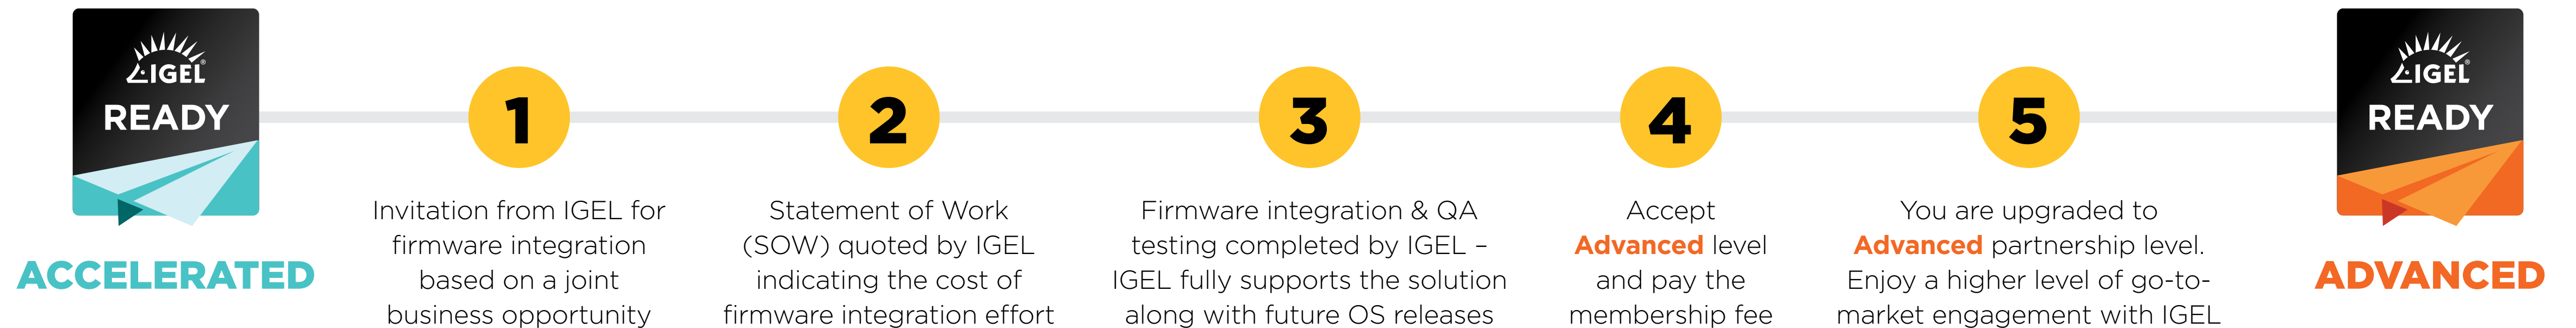 IGEL®
READY
ACCELERATED
1
Invitation from IGEL for
firmware integration
based on a joint
business opportunity
2
Statement of Work
(SOW) quoted by IGEL
indicating the cost of
firmware integration effort
3
Firmware integration & QA
testing completed by IGEL –
IGEL fully supports the solution
along with future OS releases
4
Accept
Advanced level
and pay the
membership fee
5
You are upgraded to
Advanced partnership level.
Enjoy a higher level of go-to-
market engagement with IGEL
IGEL®
READY
ADVANCED